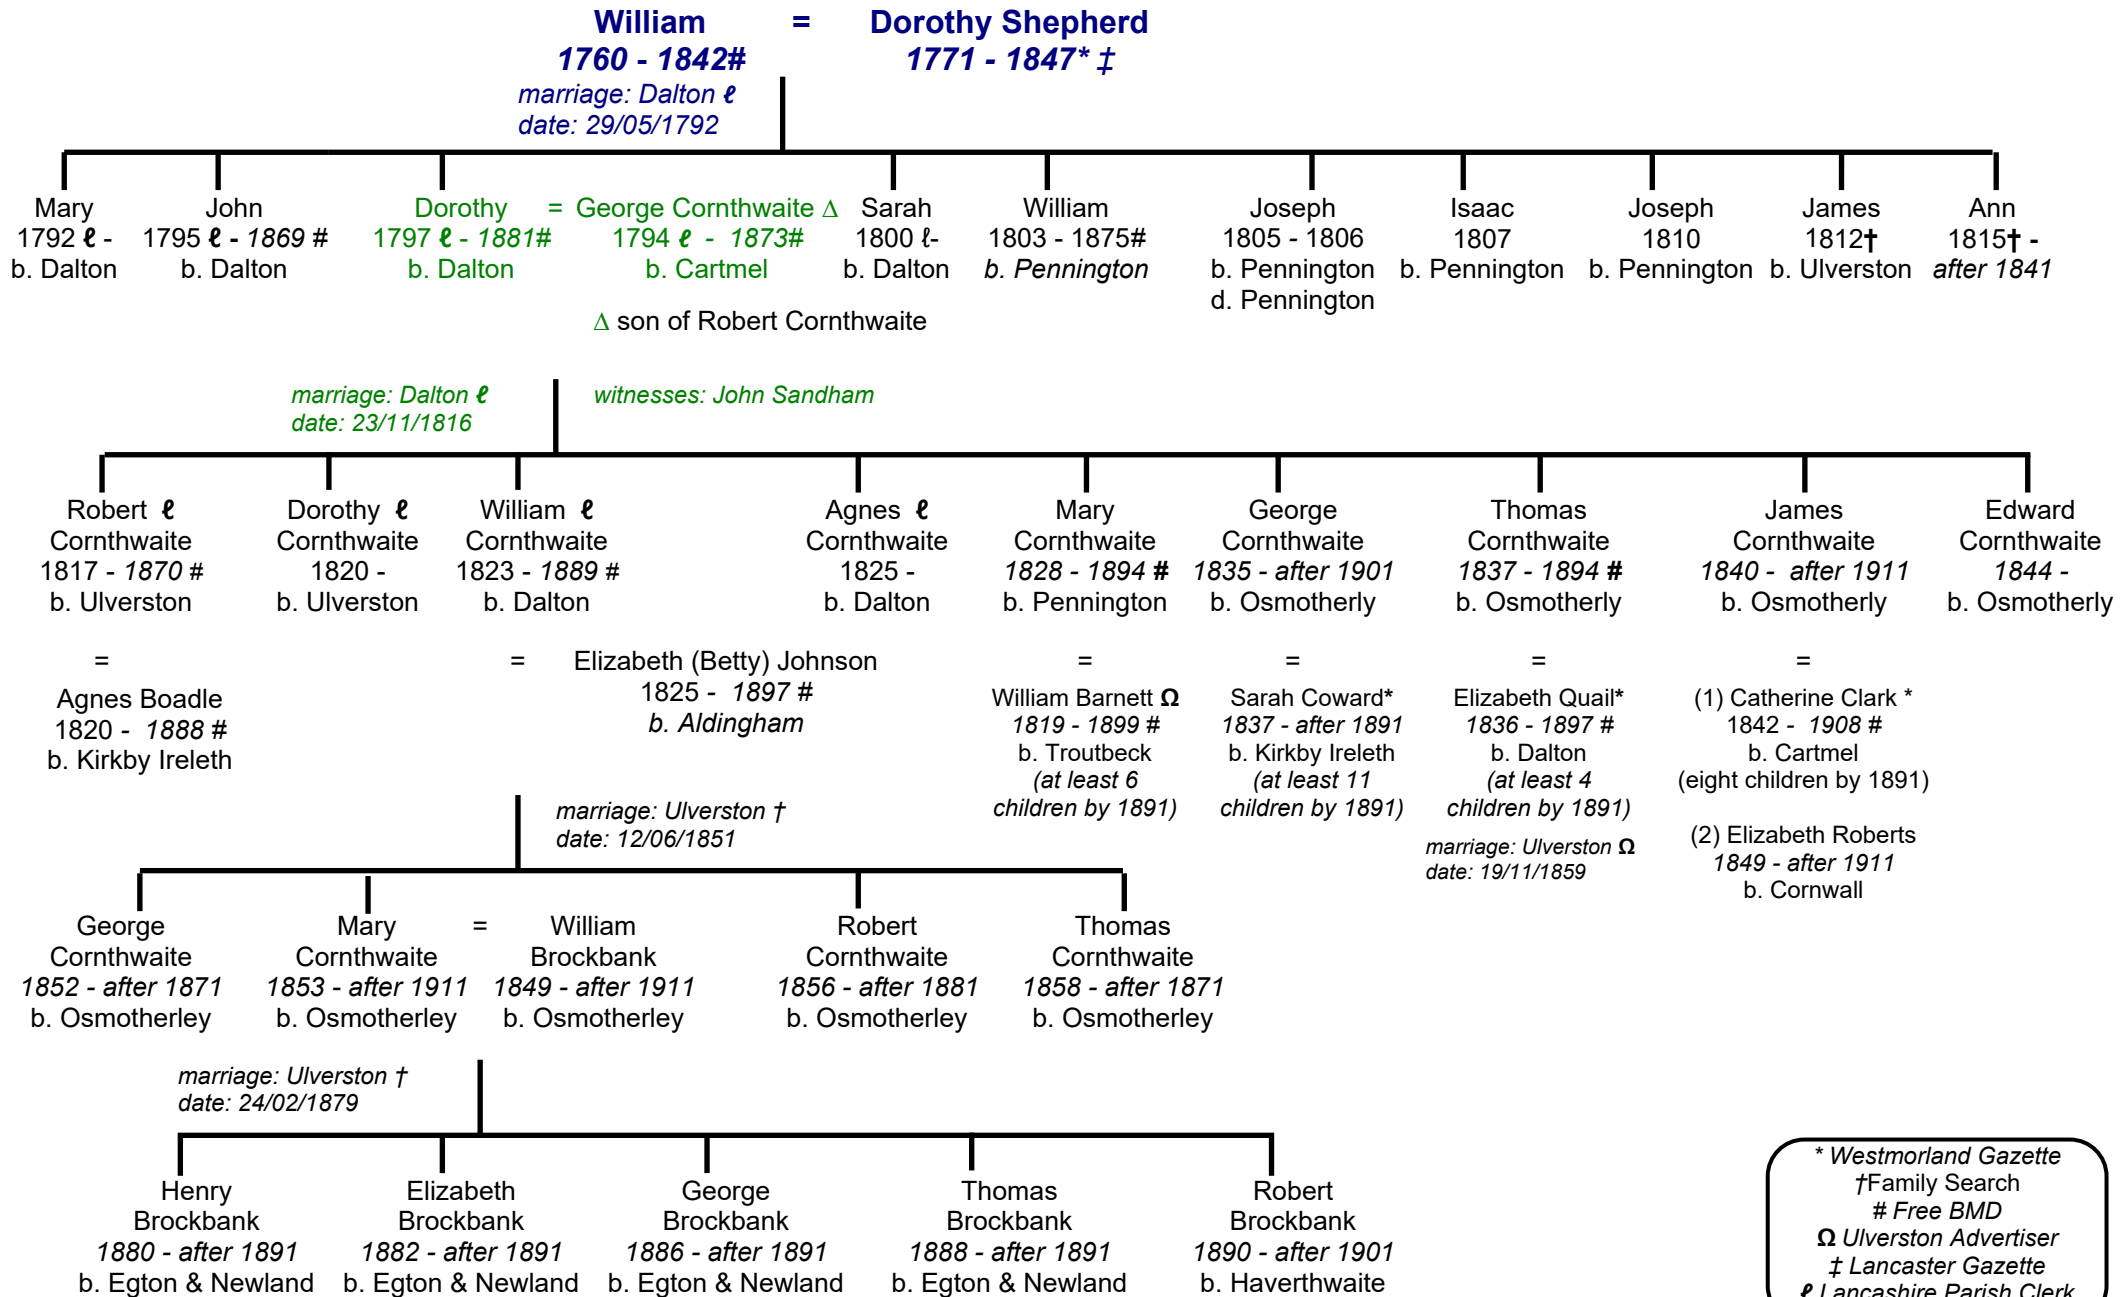 William = Dorothy Shepherd
1760 - 1842# 1771 - 1847* ‡
marriage: Dalton ℓ
date: 29/05/1792
Mary
1792 ℓ -
b. Dalton
John
1795 ℓ - 1869 #
b. Dalton
Dorothy = George Cornthwaite Δ
1797 ℓ - 1881# 1794 ℓ - 1873#
b. Dalton b. Cartmel
Sarah
1800 ℓ-
b. Dalton
William
1803 - 1875#
b. Pennington
Joseph
1805 - 1806
b. Pennington
d. Pennington
Isaac
1807
b. Pennington
Joseph
1810
b. Pennington
James
1812†
b. Ulverston
Ann
1815† -
after 1841
Δ son of Robert Cornthwaite
marriage: Dalton ℓ witnesses: John Sandham
date: 23/11/1816
Robert ℓ
Cornthwaite
1817 - 1870 #
b. Ulverston
=
Agnes Boadle
1820 - 1888 #
b. Kirkby Ireleth
Dorothy ℓ
Cornthwaite
1820 -
b. Ulverston
William ℓ
Cornthwaite
1823 - 1889 #
b. Dalton
= Elizabeth (Betty) Johnson
1825 - 1897 #
b. Aldingham
Agnes ℓ
Cornthwaite
1825 -
b. Dalton
Mary
Cornthwaite
1828 - 1894 #
b. Pennington
=
William Barnett Ω
1819 - 1899 #
b. Troutbeck
(at least 6
children by 1891)
George
Cornthwaite
1835 - after 1901
b. Osmotherly
=
Sarah Coward*
1837 - after 1891
b. Kirkby Ireleth
(at least 11
children by 1891)
Thomas
Cornthwaite
1837 - 1894 #
b. Osmotherly
=
Elizabeth Quail*
1836 - 1897 #
b. Dalton
(at least 4
children by 1891)
marriage: Ulverston Ω
date: 19/11/1859
James
Cornthwaite
1840 - after 1911
b. Osmotherly
=
(1) Catherine Clark *
1842 - 1908 #
b. Cartmel
(eight children by 1891)
(2) Elizabeth Roberts
1849 - after 1911
b. Cornwall
Edward
Cornthwaite
1844 -
b. Osmotherly
marriage: Ulverston †
date: 12/06/1851
George
Cornthwaite
1852 - after 1871
b. Osmotherley
Mary = William
Cornthwaite Brockbank
1853 - after 1911 1849 - after 1911
b. Osmotherley b. Osmotherley
Robert
Cornthwaite
1856 - after 1881
b. Osmotherley
Thomas
Cornthwaite
1858 - after 1871
b. Osmotherley
marriage: Ulverston †
date: 24/02/1879
Henry
Brockbank
1880 - after 1891
b. Egton & Newland
Elizabeth
Brockbank
1882 - after 1891
b. Egton & Newland
George
Brockbank
1886 - after 1891
b. Egton & Newland
Thomas
Brockbank
1888 - after 1891
b. Egton & Newland
Robert
Brockbank
1890 - after 1901
b. Haverthwaite
* Westmorland Gazette
†Family Search
# Free BMD
Ω Ulverston Advertiser
‡ Lancaster Gazette
ℓ Lancashire Parish Clerk